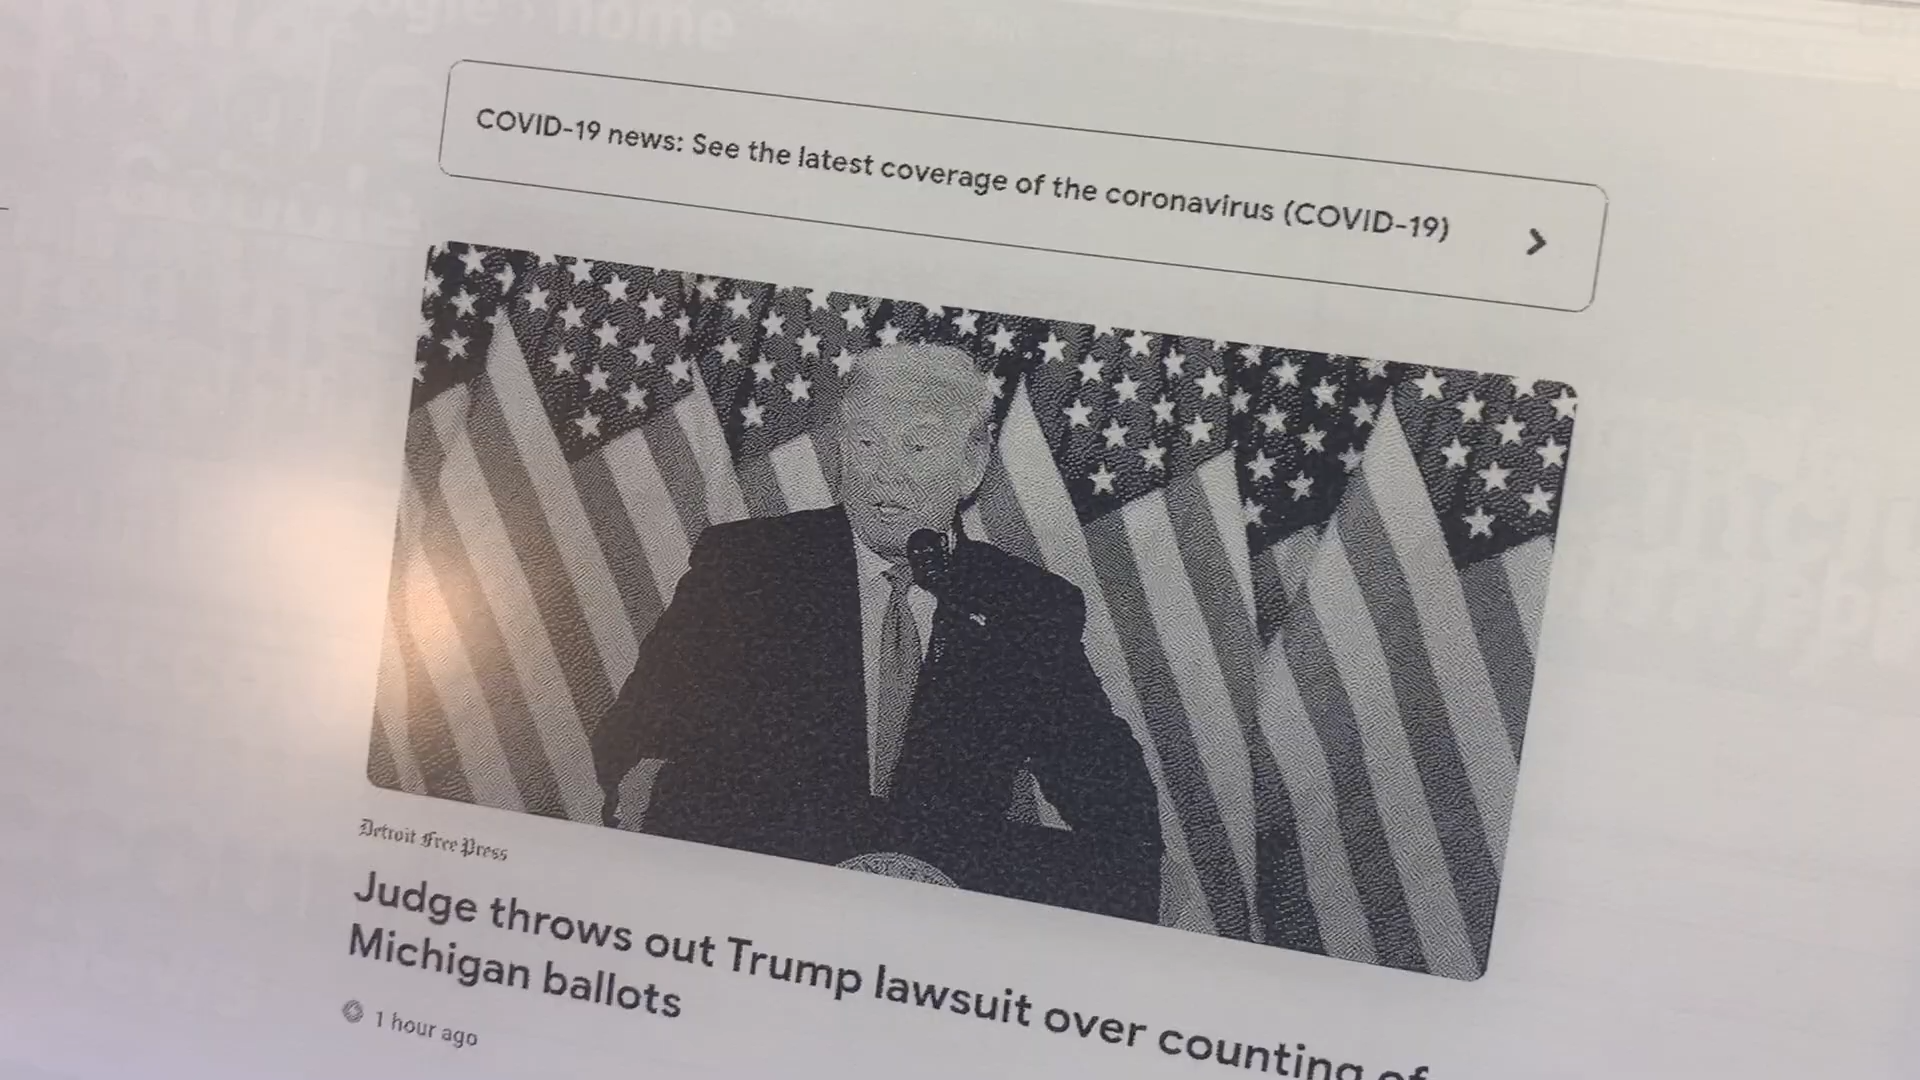 COVID-19 news: See the latest coverage of the coronavirus (COVID-19)
Detroit Free Press
Judge throws out Trump lawsuit over counting of
Michigan ballots
1 hour ago